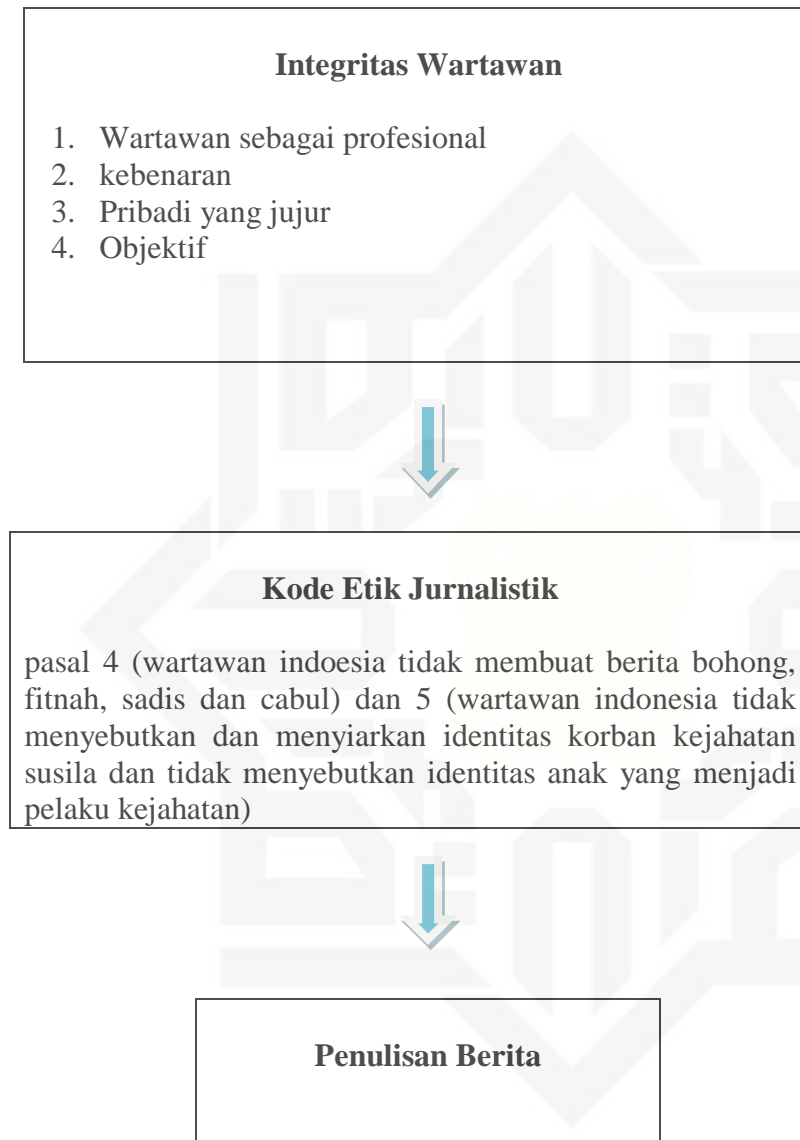 Integritas Wartawan
1. Wartawan sebagai profesional
2. kebenaran
3. Pribadi yang jujur
4. Objektif
Kode Etik Jurnalistik
pasal 4 (wartawan indoesia tidak membuat berita bohong,
fitnah, sadis dan cabul) dan 5 (wartawan indonesia tidak
menyebutkan dan menyiarkan identitas korban kejahatan
susila dan tidak menyebutkan identitas anak yang menjadi
pelaku kejahatan)
Penulisan Berita